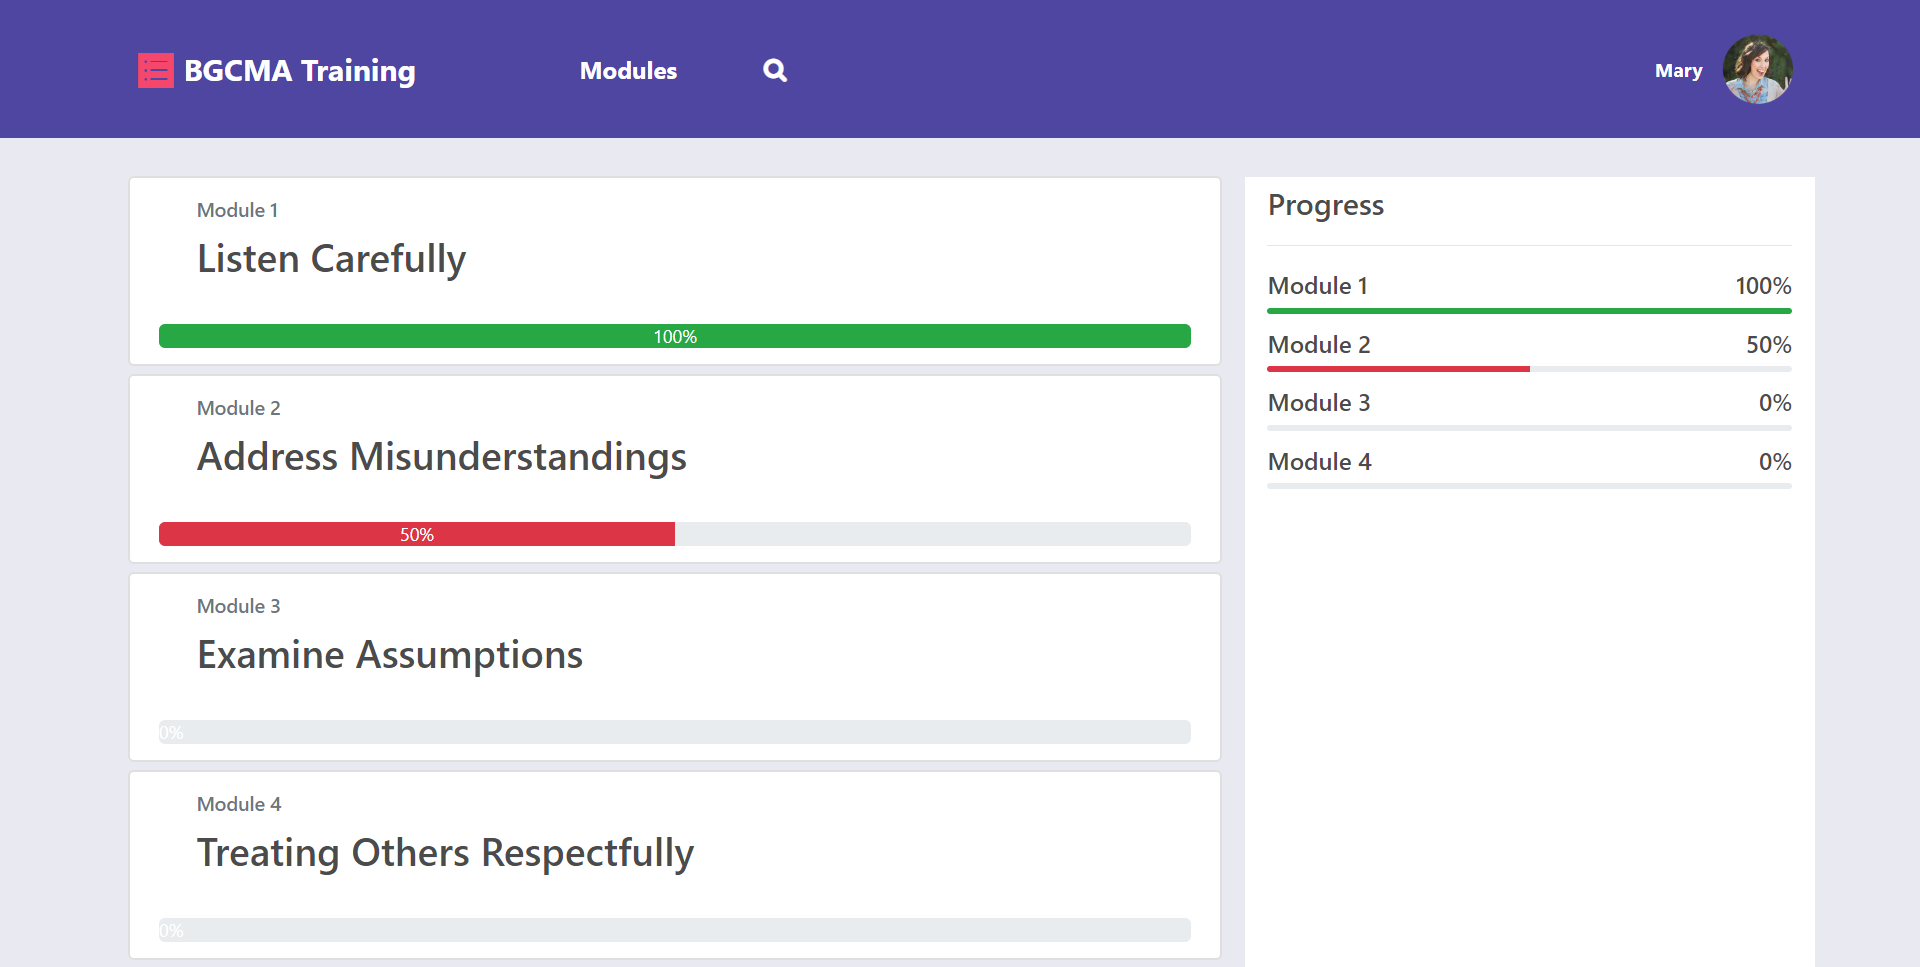 BGCMA Training
Modules
Mary
Module 1
Listen Carefully
100%
Module 2
Address Misunderstandings
50%
Module 3
Examine Assumptions
0%
Module 4
Treating Others Respectfully
0%
Progress
Module 1 100%
Module 2 50%
Module 3 0%
Module 4 0%